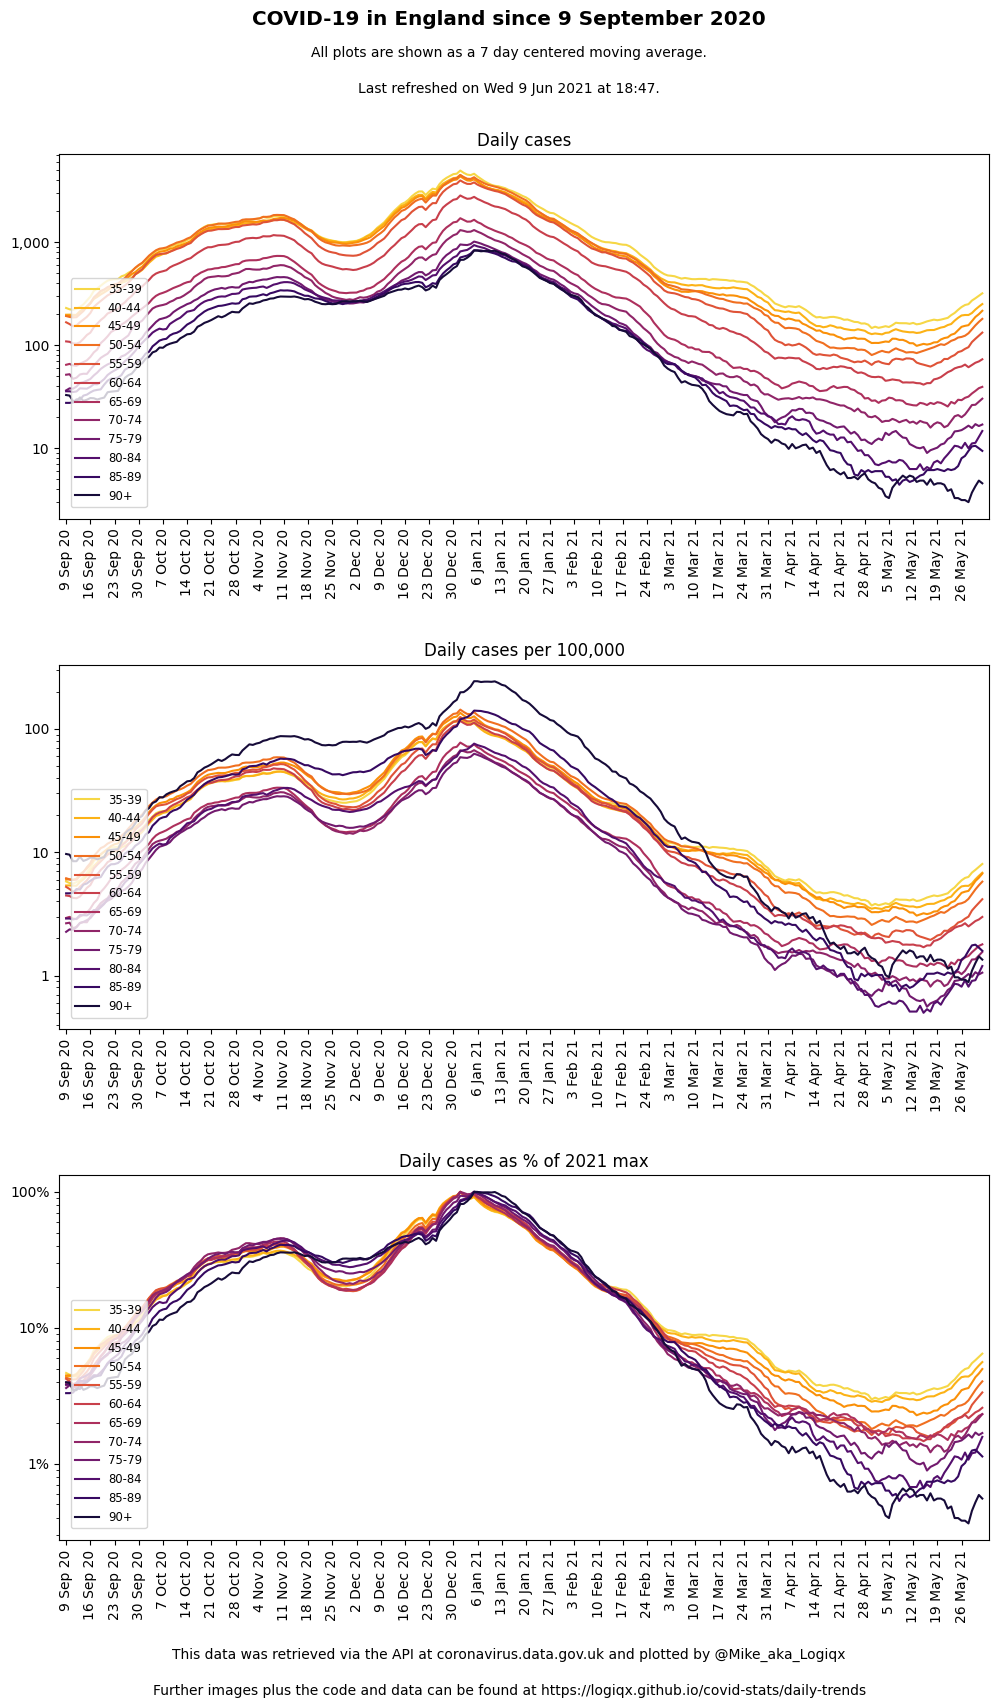 COVID-19 in England since 9 September 2020
All plots are shown as a 7 day centered moving average.
Last refreshed on Wed 9 Jun 2021 at 18:47.
Daily cases
1,000
100
10
35-39
40-44
45-49
50-54
55-59
60-64
65-69
70-74
75-79
80-84
85-89
90+
9 Sep 20
16 Sep 20
23 Sep 20
30 Sep 20
7 Oct 20
14 Oct 20
21 Oct 20
28 Oct 20
4 Nov 20
11 Nov 20
18 Nov 20
25 Nov 20
2 Dec 20
9 Dec 20
16 Dec 20
23 Dec 20
30 Dec 20
6 Jan 21
13 Jan 21
20 Jan 21
27 Jan 21
3 Feb 21
10 Feb 21
17 Feb 21
24 Feb 21
3 Mar 21
10 Mar 21
17 Mar 21
24 Mar 21
31 Mar 21
7 Apr 21
14 Apr 21
21 Apr 21
28 Apr 21
5 May 21
12 May 21
19 May 21
26 May 21
Daily cases per 100,000
100
10
1
35-39
40-44
45-49
50-54
55-59
60-64
65-69
70-74
75-79
80-84
85-89
90+
9 Sep 20
16 Sep 20
23 Sep 20
30 Sep 20
7 Oct 20
14 Oct 20
21 Oct 20
28 Oct 20
4 Nov 20
11 Nov 20
18 Nov 20
25 Nov 20
2 Dec 20
9 Dec 20
16 Dec 20
23 Dec 20
30 Dec 20
6 Jan 21
13 Jan 21
20 Jan 21
27 Jan 21
3 Feb 21
10 Feb 21
17 Feb 21
24 Feb 21
3 Mar 21
10 Mar 21
17 Mar 21
24 Mar 21
31 Mar 21
7 Apr 21
14 Apr 21
21 Apr 21
28 Apr 21
5 May 21
12 May 21
19 May 21
26 May 21
Daily cases as % of 2021 max
100%
10%
1%
35-39
40-44
45-49
50-54
55-59
60-64
65-69
70-74
75-79
80-84
85-89
90+
9 Sep 20
16 Sep 20
23 Sep 20
30 Sep 20
7 Oct 20
14 Oct 20
21 Oct 20
28 Oct 20
4 Nov 20
11 Nov 20
18 Nov 20
25 Nov 20
2 Dec 20
9 Dec 20
16 Dec 20
23 Dec 20
30 Dec 20
6 Jan 21
13 Jan 21
20 Jan 21
27 Jan 21
3 Feb 21
10 Feb 21
17 Feb 21
24 Feb 21
3 Mar 21
10 Mar 21
17 Mar 21
24 Mar 21
31 Mar 21
7 Apr 21
14 Apr 21
21 Apr 21
28 Apr 21
5 May 21
12 May 21
19 May 21
26 May 21
This data was retrieved via the API at coronavirus.data.gov.uk and plotted by @Mike_aka_Logiqx
Further images plus the code and data can be found at https://logiqx.github.io/covid-stats/daily-trends